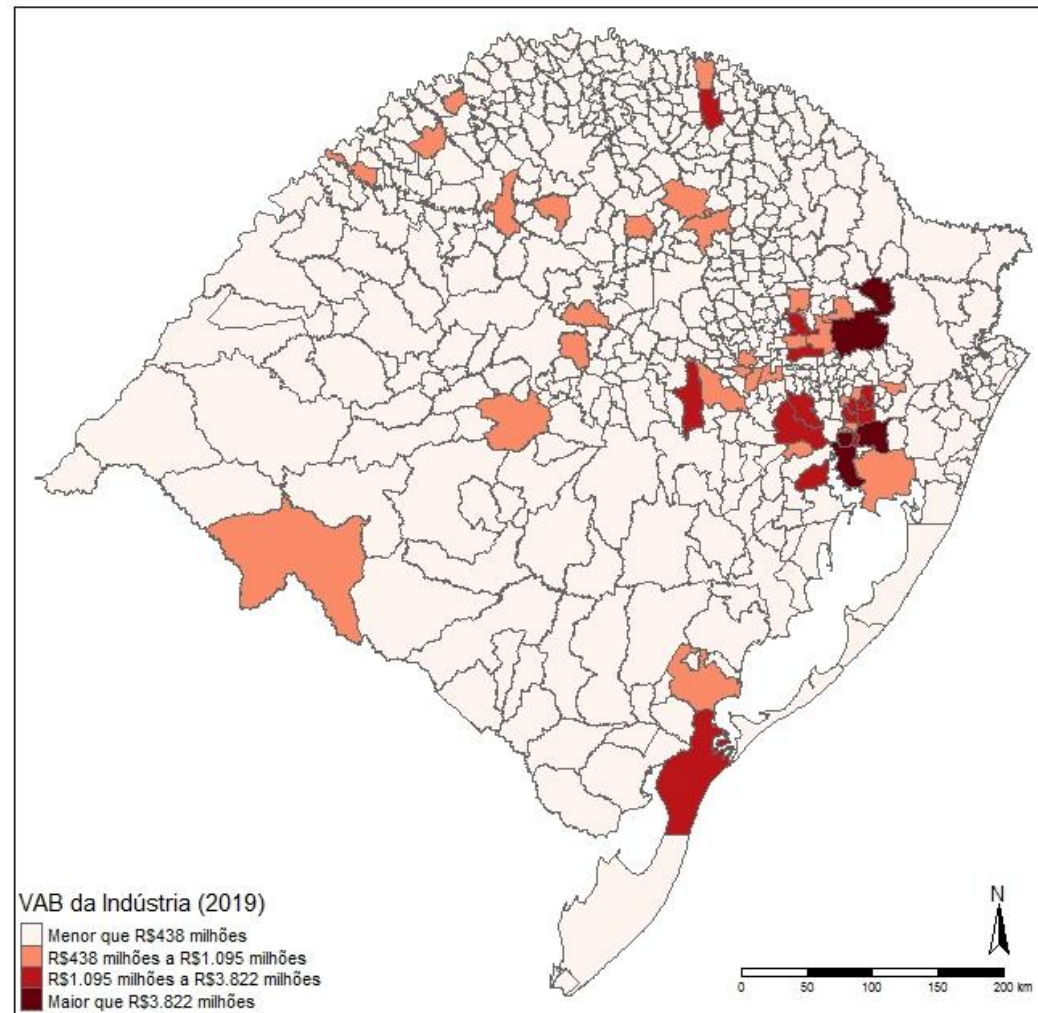 VAB da Indústria (2019)
Menor que R$438 milhões
R$438 milhões a R$1.095 milhões
R$1.095 milhões a R$3.822 milhões
Maior que R$3.822 milhões
N
0 50 100 150 200 km